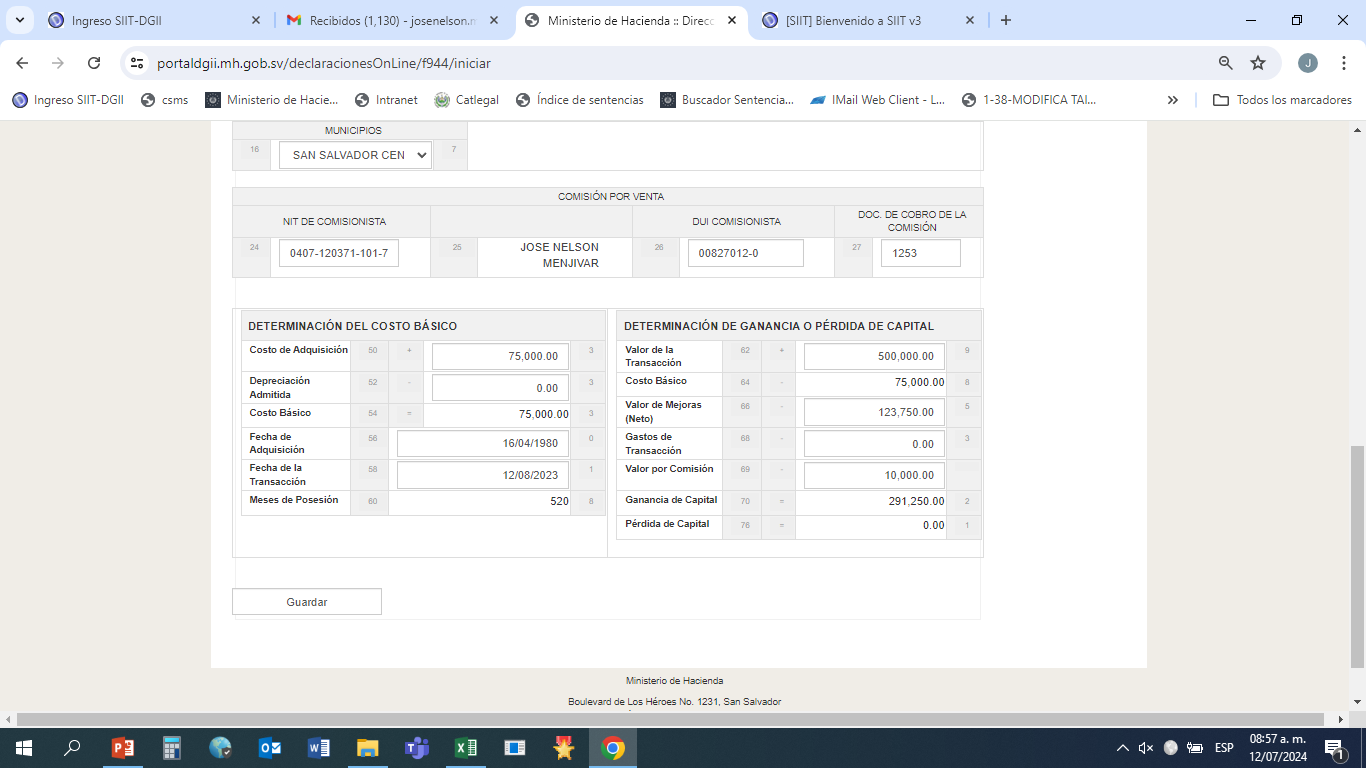 Ingreso SIIT-DGII
Recibidos (1,130) - josenelson.m
Ministerio de Hacienda :: Direcc
[SIIT] Bienvenido a SIIT v3
portaldgii.mh.gob.sv/declaracionesOnLine/f944/iniciar
J
Ingreso SIIT-DGII
csms
Ministerio de Hacie...
Intranet
Catlegal
Índice de sentencias
Buscador Sentencia...
IMail Web Client - L...
1-38-MODIFICA TAI...
Todos los marcadores
MUNICIPIOS
16 SAN SALVADOR CEN 7
COMISIÓN POR VENTA
NIT DE COMISIONISTA
DUI COMISIONISTA
DOC. DE COBRO DE LA
COMISIÓN
24 0407-120371-101-7 25 JOSE NELSON
MENJIVAR
26 00827012-0 27 1253
DETERMINACIÓN DEL COSTO BÁSICO
Costo de Adquisición 50 + 75,000.00 3
Depreciación
Admitida
52 - 0.00 3
Costo Básico 54 = 75,000.00 3
Fecha de
Adquisición
56 16/04/1980 0
Fecha de la
Transacción
58 12/08/2023 1
Meses de Posesión 60 520 8
DETERMINACIÓN DE GANANCIA O PÉRDIDA DE CAPITAL
Valor de la
Transacción
62 + 500,000.00 9
Costo Básico 64 - 75,000.00 8
Valor de Mejoras
(Neto)
66 - 123,750.00 5
Gastos de
Transacción
68 - 0.00 3
Valor por Comisión 69 - 10,000.00
Ganancia de Capital 70 = 291,250.00 2
Pérdida de Capital 76 = 0.00 1
Guardar
Ministerio de Hacienda
Boulevard de Los Héroes No. 1231, San Salvador
ESP
08:57 a. m.
12/07/2024
1